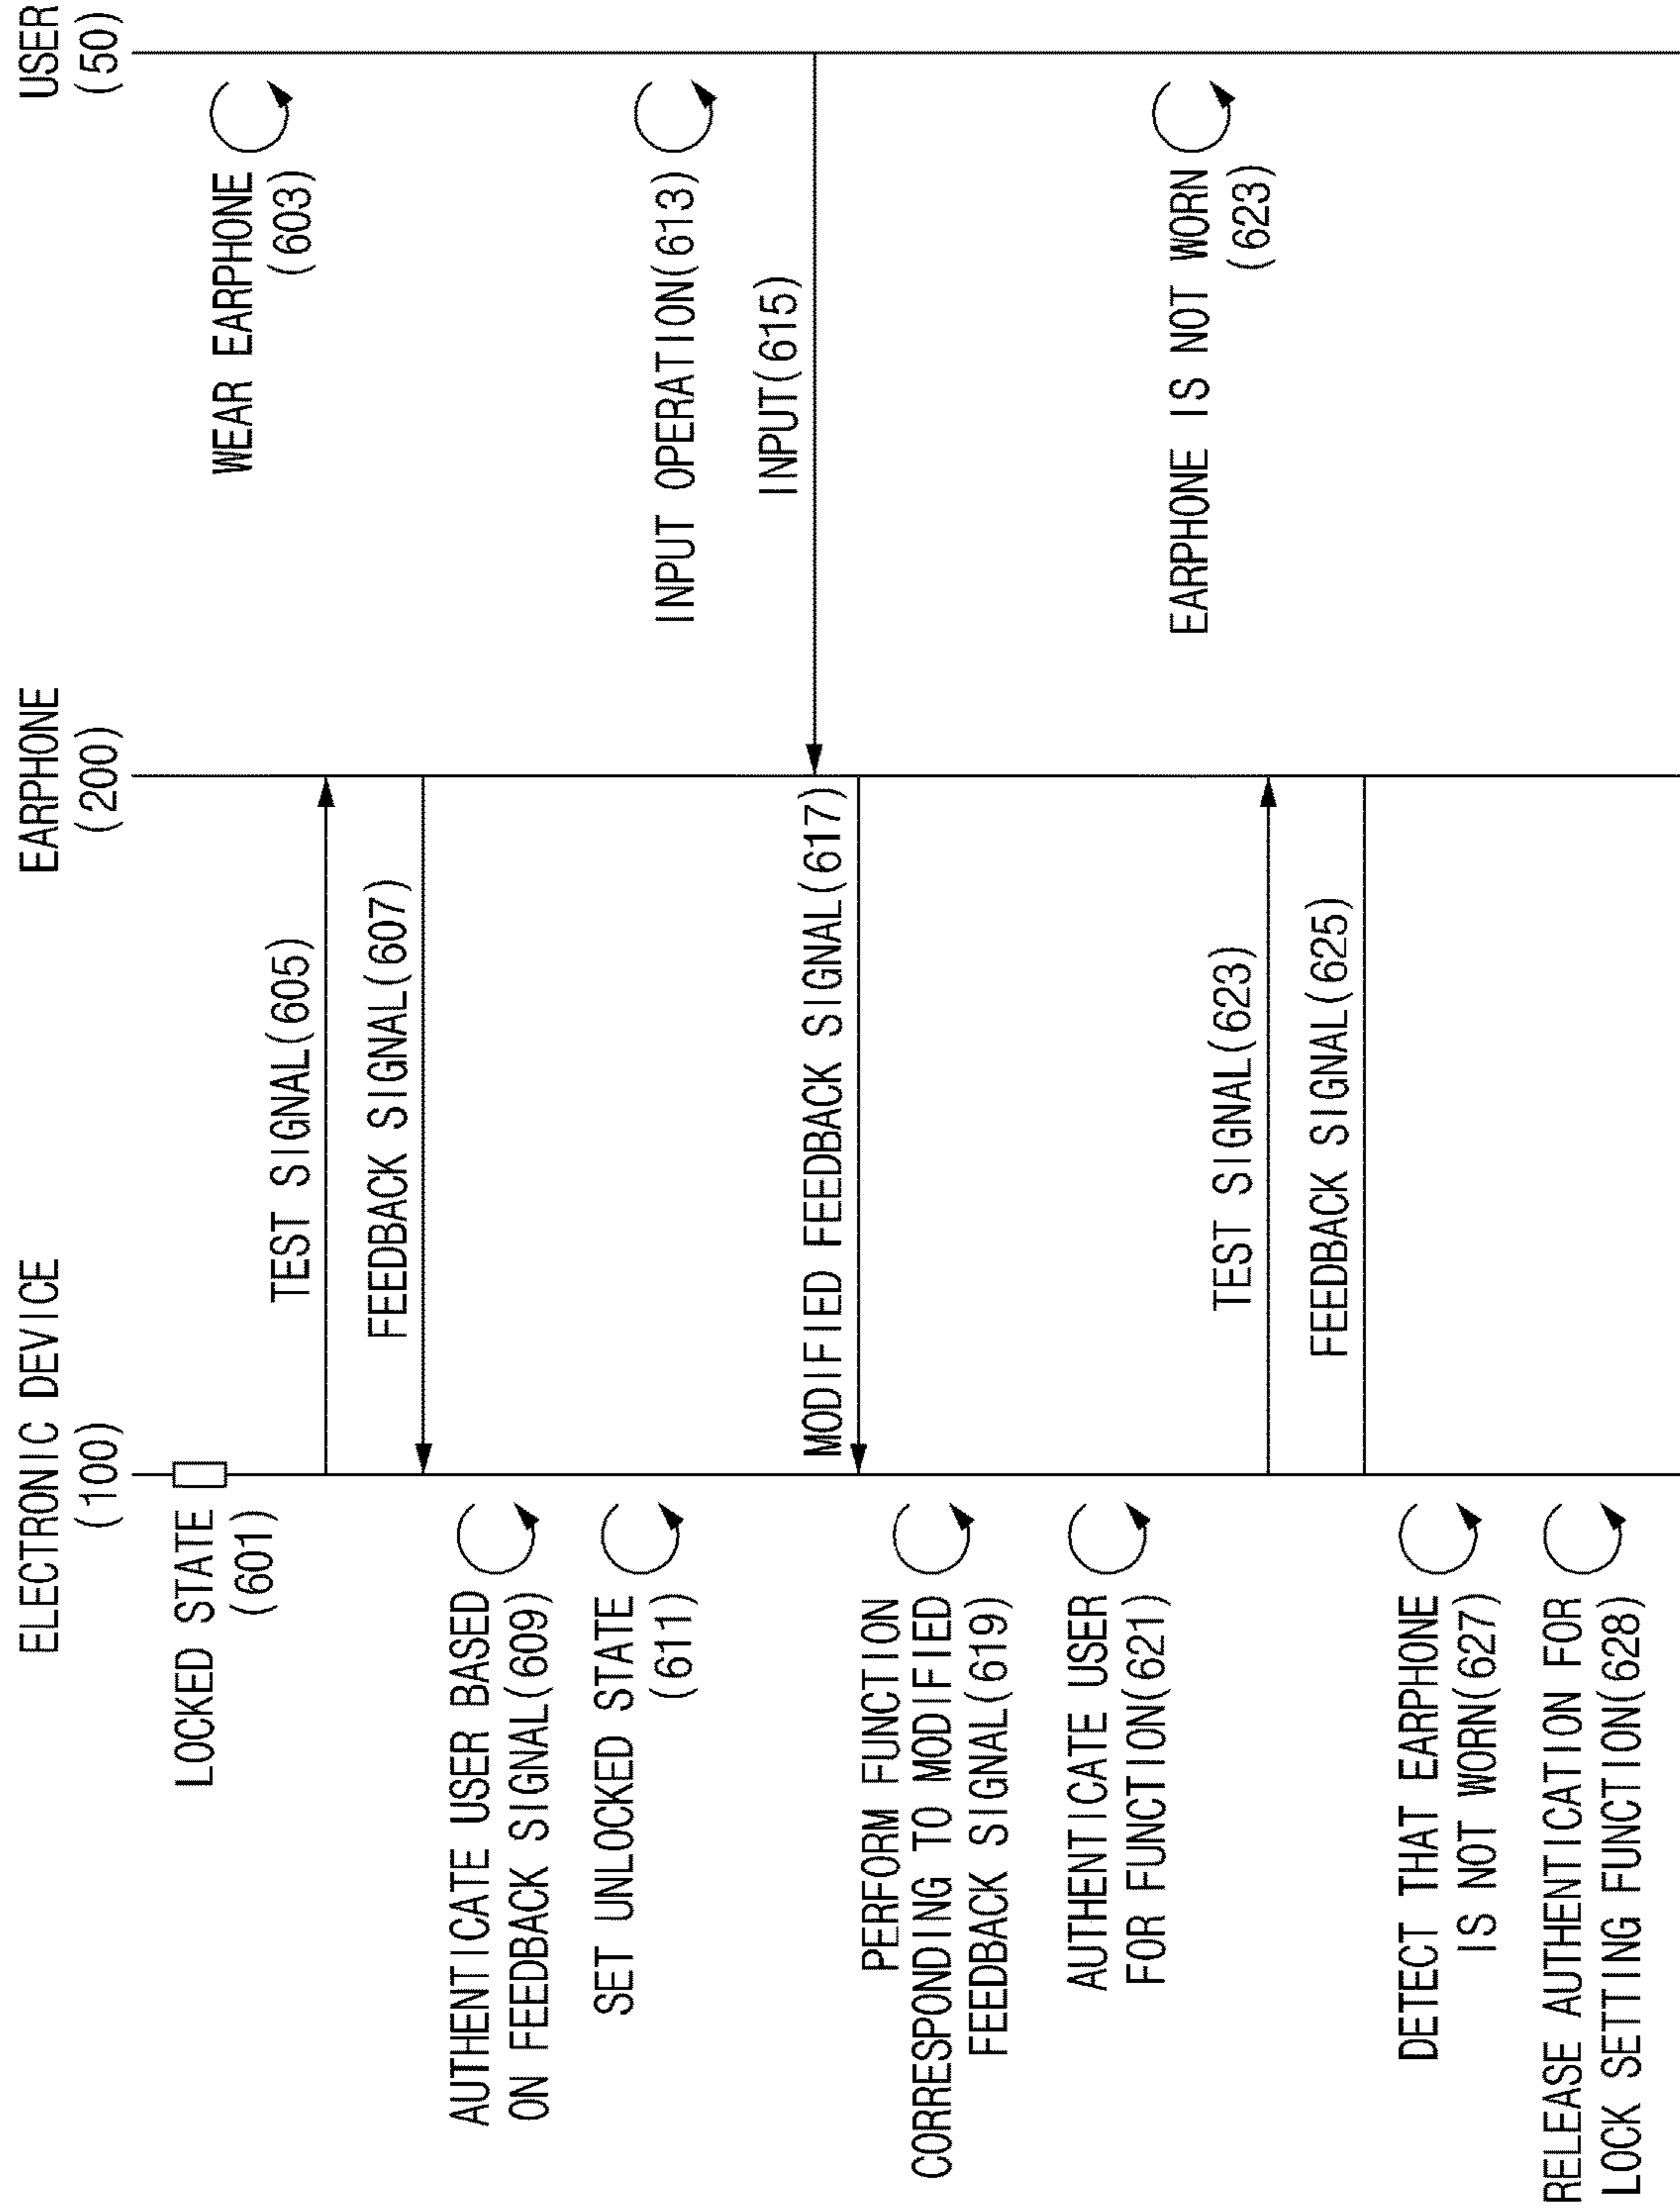 ELECTRONIC DEVICE
(100)
EARPHONE
(200)
USER
(50)
LOCKED STATE
(601)
WEAR EARPHONE
(603)
TEST SIGNAL(605)
FEEDBACK SIGNAL(607)
AUTHENTICATE USER BASED
ON FEEDBACK SIGNAL(609)
SET UNLOCKED STATE
(611)
INPUT OPERATION(613)
INPUT(615)
MODIFIED FEEDBACK SIGNAL(617)
PERFORM FUNCTION
CORRESPONDING TO MODIFIED
FEEDBACK SIGNAL(619)
AUTHENTICATE USER
FOR FUNCTION(621)
EARPHONE IS NOT WORN
(623)
TEST SIGNAL(623)
FEEDBACK SIGNAL(625)
DETECT THAT EARPHONE
IS NOT WORN(627)
RELEASE AUTHENTICATION FOR
LOCK SETTING FUNCTION(628)